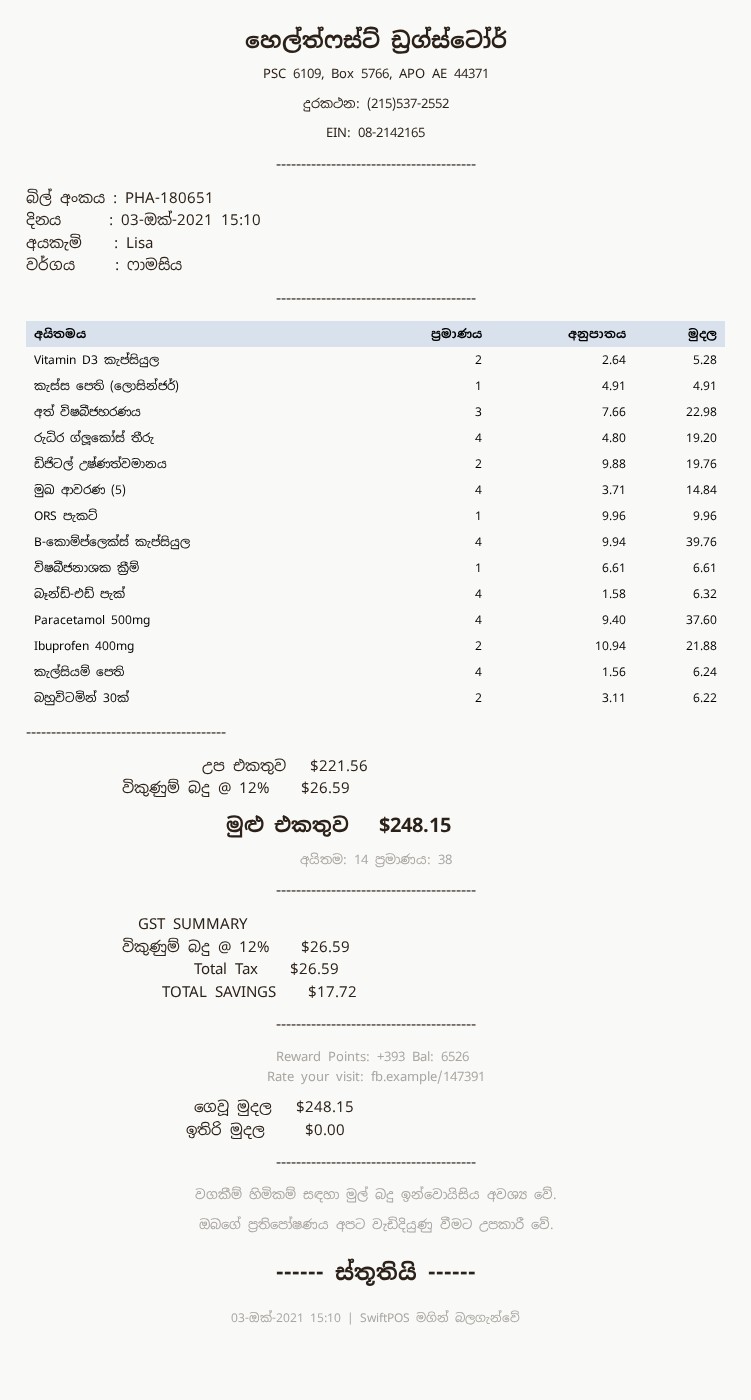 හෙල්ත්ෆස්ට් ඩ්‍රග්ස්ටෝර්
PSC 6109, Box 5766, APO AE 44371
දුරකථන: (215)537-2552
EIN: 08-2142165
----------------------------------------
බිල් අංකය : PHA-180651
දිනය : 03-ඔක්-2021 15:10
අයකැමි : Lisa
වර්ගය : ෆාමසිය
----------------------------------------
අයිතමය ප්‍රමාණය අනුපාතය මුදල
Vitamin D3 කැප්සියුල 2 2.64 5.28
කැස්ස පෙති (ලොසින්ජර්) 1 4.91 4.91
අත් විෂබීජහරණය 3 7.66 22.98
රුධිර ග්ලූකෝස් තීරු 4 4.80 19.20
ඩිජිටල් උෂ්ණත්වමානය 2 9.88 19.76
මුඛ ආවරණ (5) 4 3.71 14.84
ORS පැකට් 1 9.96 9.96
B-කොම්ප්ලෙක්ස් කැප්සියුල 4 9.94 39.76
විෂබීජනාශක ක්‍රීම් 1 6.61 6.61
බෑන්ඩ්-එඩ් පැක් 4 1.58 6.32
Paracetamol 500mg 4 9.40 37.60
Ibuprofen 400mg 2 10.94 21.88
කැල්සියම් පෙති 4 1.56 6.24
බහුවිටමින් 30ක් 2 3.11 6.22
----------------------------------------
උප එකතුව $221.56
විකුණුම් බදු @ 12% $26.59
මුළු එකතුව $248.15
අයිතම: 14 ප්‍රමාණය: 38
----------------------------------------
GST SUMMARY
විකුණුම් බදු @ 12% $26.59
Total Tax $26.59
TOTAL SAVINGS $17.72
----------------------------------------
Reward Points: +393 Bal: 6526
Rate your visit: fb.example/147391
ගෙවූ මුදල $248.15
ඉතිරි මුදල $0.00
----------------------------------------
වගකීම් හිමිකම් සඳහා මුල් බදු ඉන්වොයිසිය අවශ්‍ය වේ.
ඔබගේ ප්‍රතිපෝෂණය අපට වැඩිදියුණු වීමට උපකාරී වේ.
------ ස්තූතියි ------
03-ඔක්-2021 15:10 | SwiftPOS මගින් බලගැන්වේ